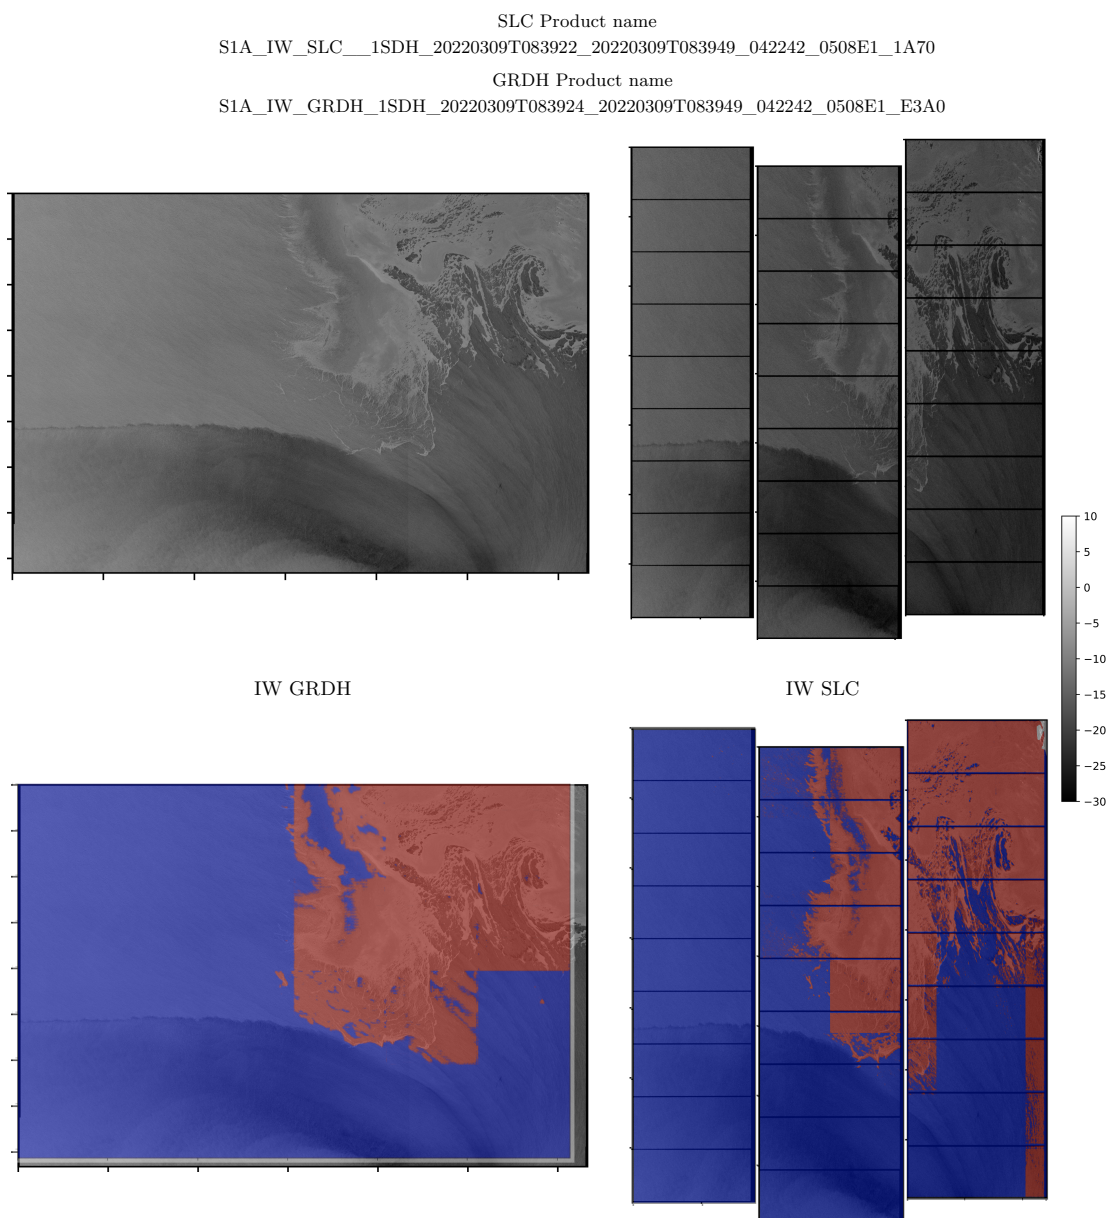 SLC Product name
S1A_IW_SLC__1SDH_20220309T083922_20220309T083949_042242_0508E1_1A70
GRDH Product name
S1A_IW_GRDH_1SDH_20220309T083924_20220309T083949_042242_0508E1_E3A0
10
5
0
−5
−10
−15
−20
−25
−30
IW GRDH
IW SLC